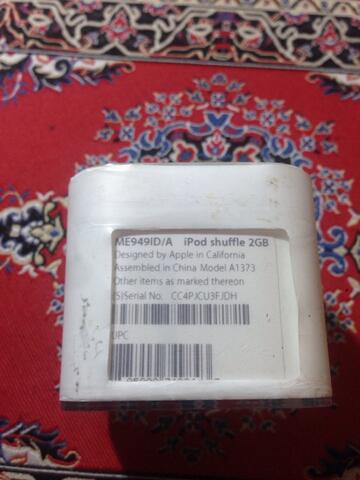 ME949ID/A iPod shuffle 2GB
Designed by Apple in California
Assembled in China Model A1373
Other items as marked thereon
(S)Serial No. CC4PJCU3FJDH
UPC